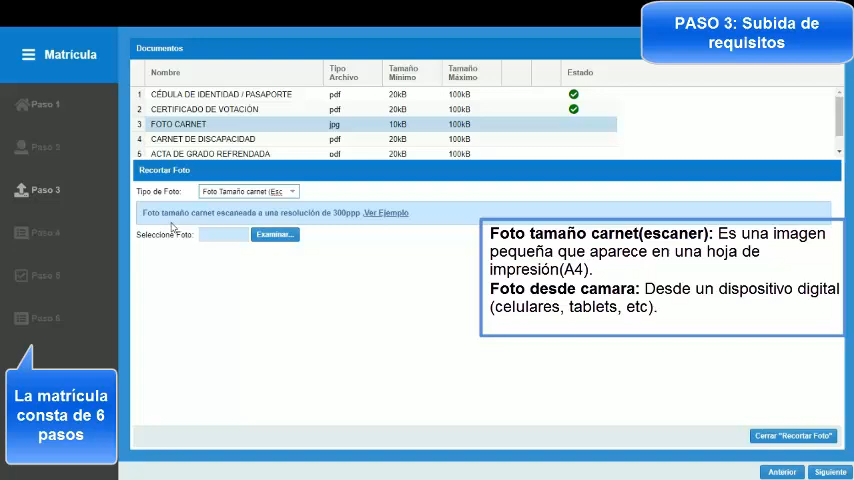 PASO 3: Subida de
requisitos
Matrícula
Paso 1
Paso 2
Paso 3
Paso 4
Paso 5
Paso 6
La matrícula
consta de 6
pasos
Documentos
Nombre Tipo Archivo Tamaño Mínimo Tamaño Máximo Estado
1 CÉDULA DE IDENTIDAD / PASAPORTE pdf 20kB 100kB
2 CERTIFICADO DE VOTACIÓN pdf 20kB 100kB
3 FOTO CARNET jpg 10kB 100kB
4 CARNET DE DISCAPACIDAD pdf 20kB 100kB
5 ACTA DE GRADO REFRENDADA pdf 20kB 100kB
Recortar Foto
Tipo de Foto: Foto Tamaño carnet (Esc
Foto tamaño carnet escaneada a una resolución de 300ppp .Ver Ejemplo
Seleccione Foto: Examinar...
Foto tamaño carnet(escaner): Es una imagen
pequeña que aparece en una hoja de
impresión(A4).
Foto desde camara: Desde un dispositivo digital
(celulares, tablets, etc).
Cerrar "Recortar Foto"
Anterior Siguiente